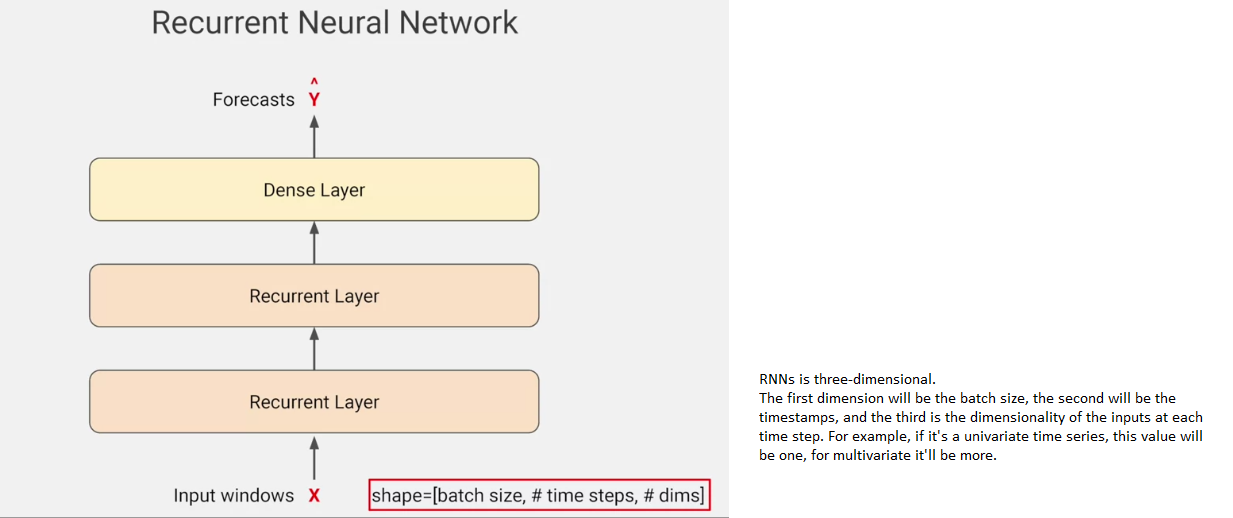 Recurrent Neural Network
^
Forecasts Y
Dense Layer
Recurrent Layer
Recurrent Layer
Input windows X
shape=[batch size, # time steps, # dims]
RNNs is three-dimensional.
The first dimension will be the batch size, the second will be the
timestamps, and the third is the dimensionality of the inputs at each
time step. For example, if it's a univariate time series, this value will
be one, for multivariate it'll be more.